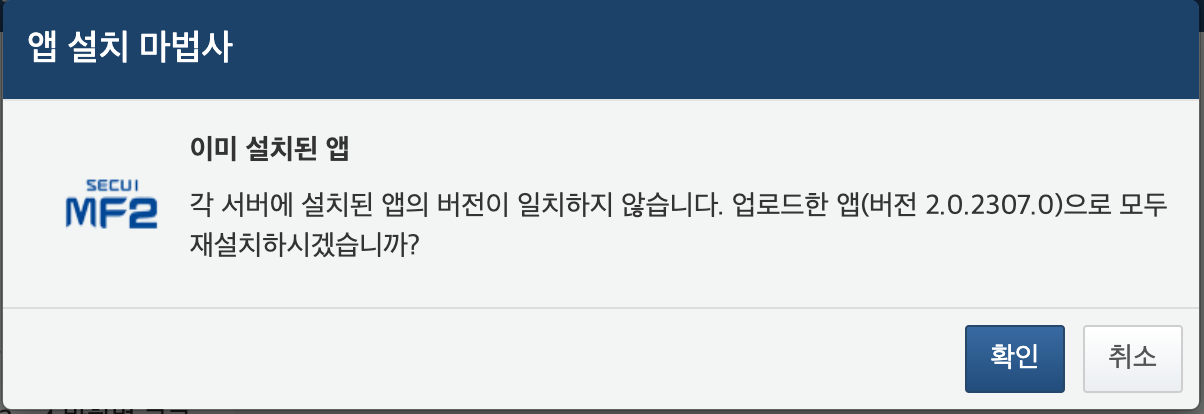 앱 설치 마법사
이미 설치된 앱
SECUI
MF2
각 서버에 설치된 앱의 버전이 일치하지 않습니다. 업로드한 앱(버전 2.0.2307.0)으로 모두
재설치하시겠습니까?
확인
취소